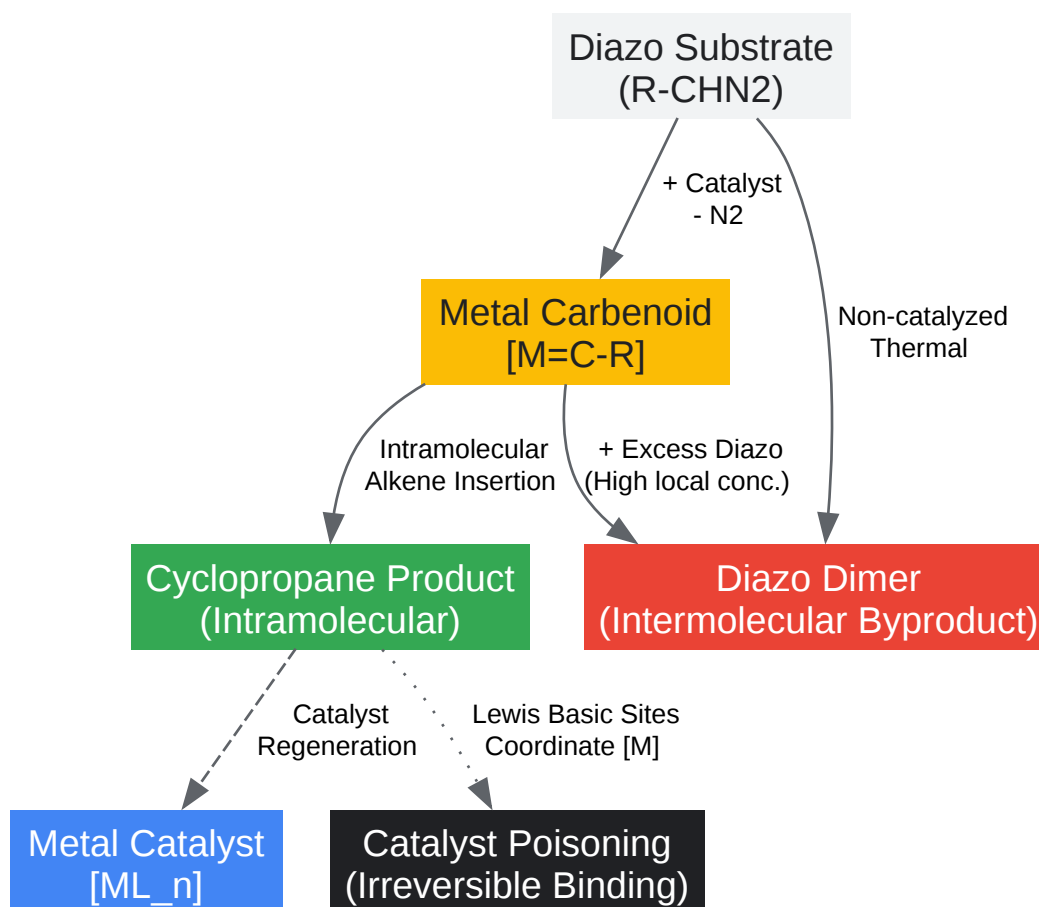 Diazo Substrate
(R-CHN2)
+ Catalyst
- N2
Metal Carbenoid
[M=C-R]
Non-catalyzed
Thermal
Intramolecular
Alkene Insertion
+ Excess Diazo
(High local conc.)
Cyclopropane Product
(Intramolecular)
Diazo Dimer
(Intermolecular Byproduct)
Catalyst
Regeneration
Lewis Basic Sites
Coordinate [M]
Metal Catalyst
[ML_n]
Catalyst Poisoning
(Irreversible Binding)